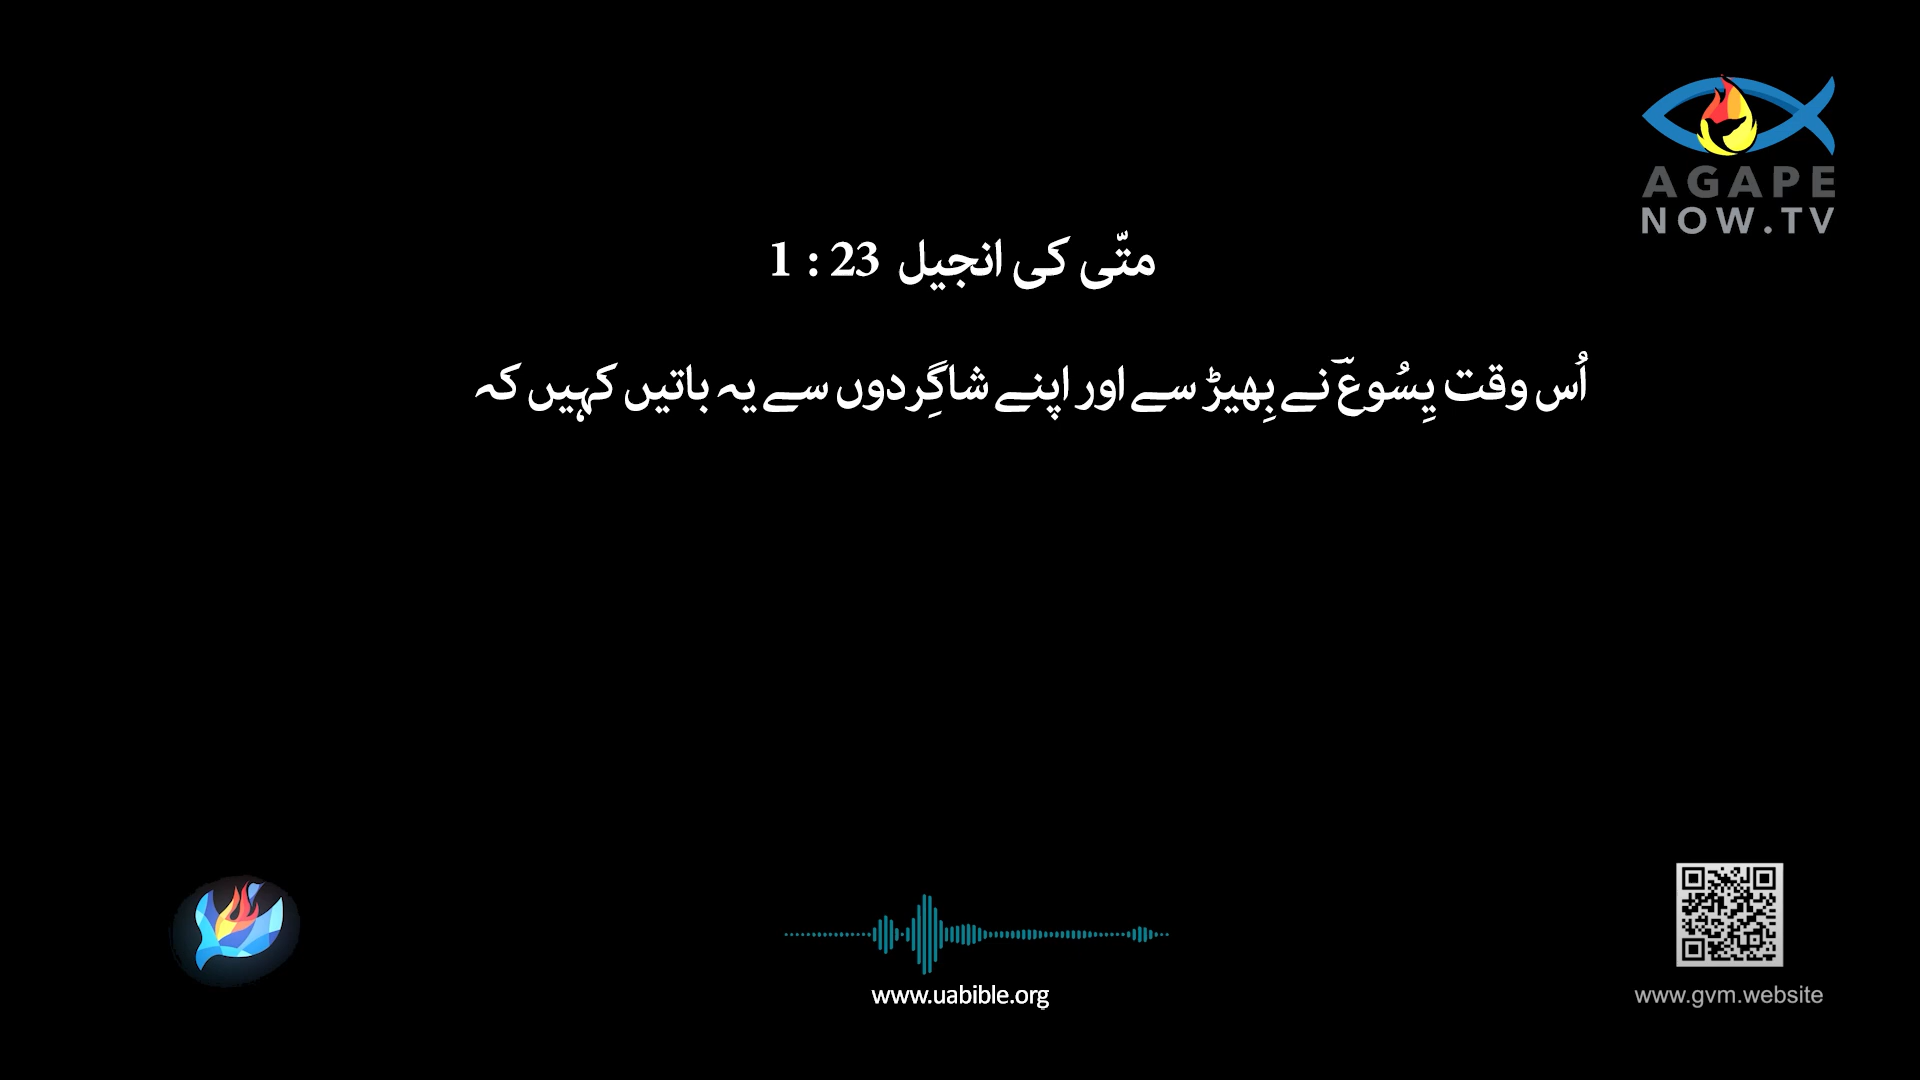 AGAPE
NOW.TV
متّی کی انجیل 23 : 1
اُس وقت یِسُوعؔ نے بِھیڑ سے اور اپنے شاگِردوں سے یہ باتیں کہیں کہ
www.uabible.org
www.gvm.website